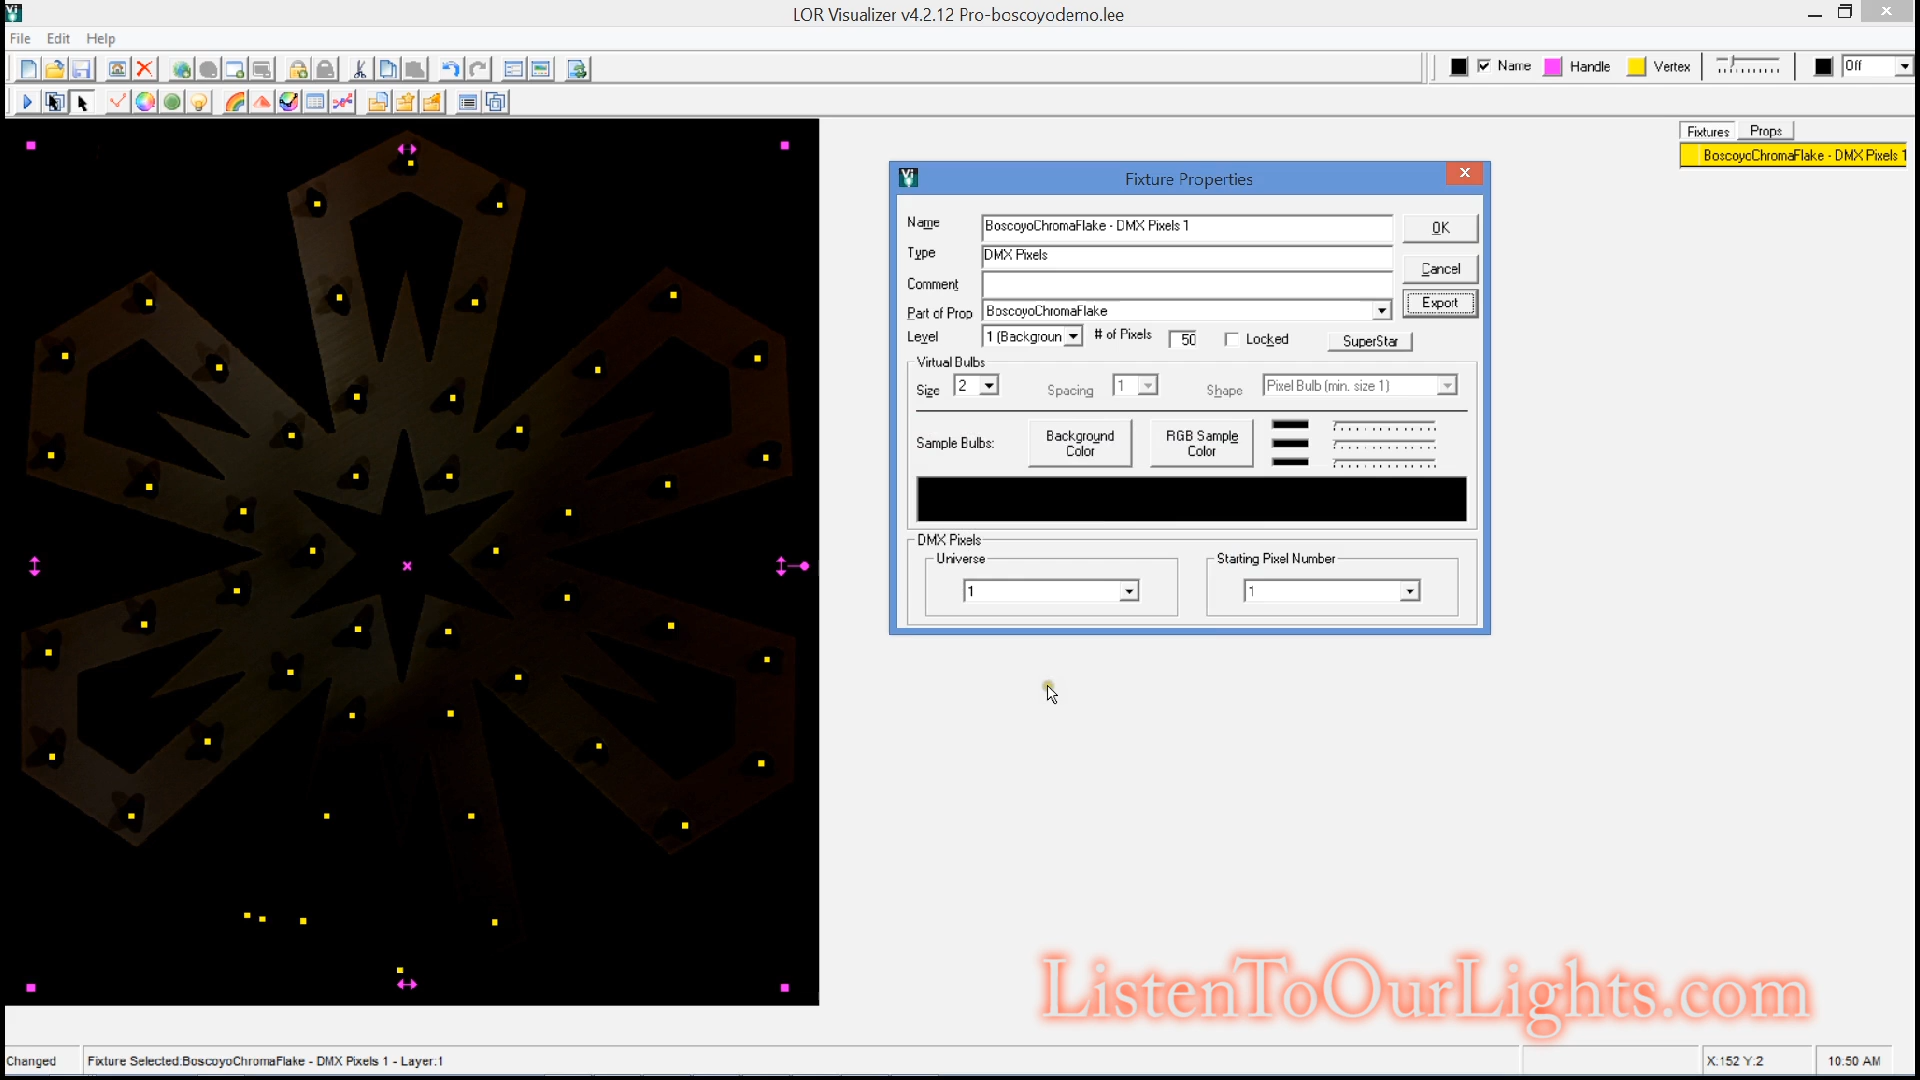 LOR Visualizer v4.2.12 Pro-boscoyodemo.lee
File Edit Help
Name Handle Vertex Off
Fixtures Props
BoscoyoChromaFlake - DMX Pixels 1
Fixture Properties
Name BoscoyoChromaFlake - DMX Pixels 1 OK
Type DMX Pixels
Comment Cancel
Export
Part of Prop BoscoyoChromaFlake
Level 1 (Backgroun # of Pixels 50 Locked SuperStar
Virtual Bulbs
Size 2 Spacing 1 Shape Pixel Bulb (min. size 1)
Sample Bulbs: Background Color RGB Sample Color
DMX Pixels
Universe Starting Pixel Number
1 1
ListenToOurLights.com
Changed Fixture Selected:BoscoyoChromaFlake - DMX Pixels 1 - Layer:1 X:152 Y:2 10:50 AM